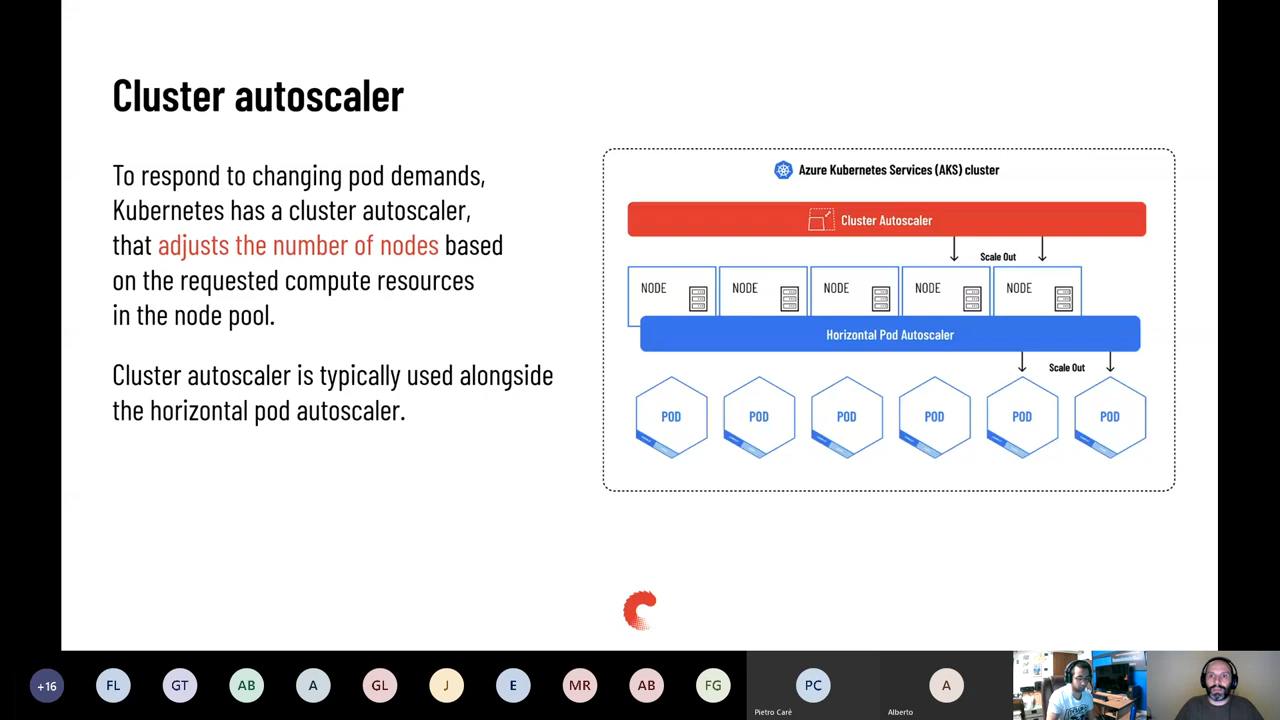 Cluster autoscaler
To respond to changing pod demands,
Kubernetes has a cluster autoscaler,
that adjusts the number of nodes based
on the requested compute resources
in the node pool.
Cluster autoscaler is typically used alongside
the horizontal pod autoscaler.
Azure Kubernetes Services (AKS) cluster
Cluster Autoscaler
Scale Out
NODE NODE NODE NODE NODE
Horizontal Pod Autoscaler
Scale Out
POD POD POD POD POD POD
+16 FL GT AB A GL J E MR AB FG PC A
Pietro Carè Alberto